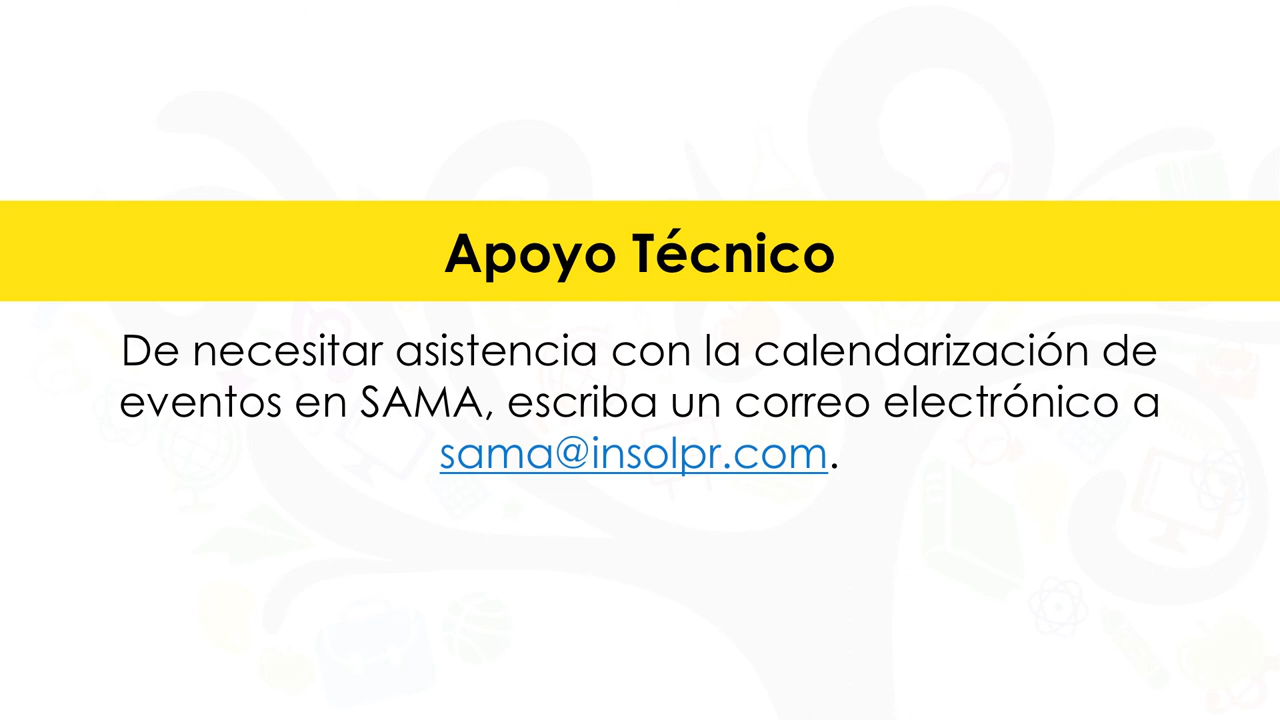 Apoyo Técnico
De necesitar asistencia con la calendarización de
eventos en SAMA, escriba un correo electrónico a
sama@insolpr.com.